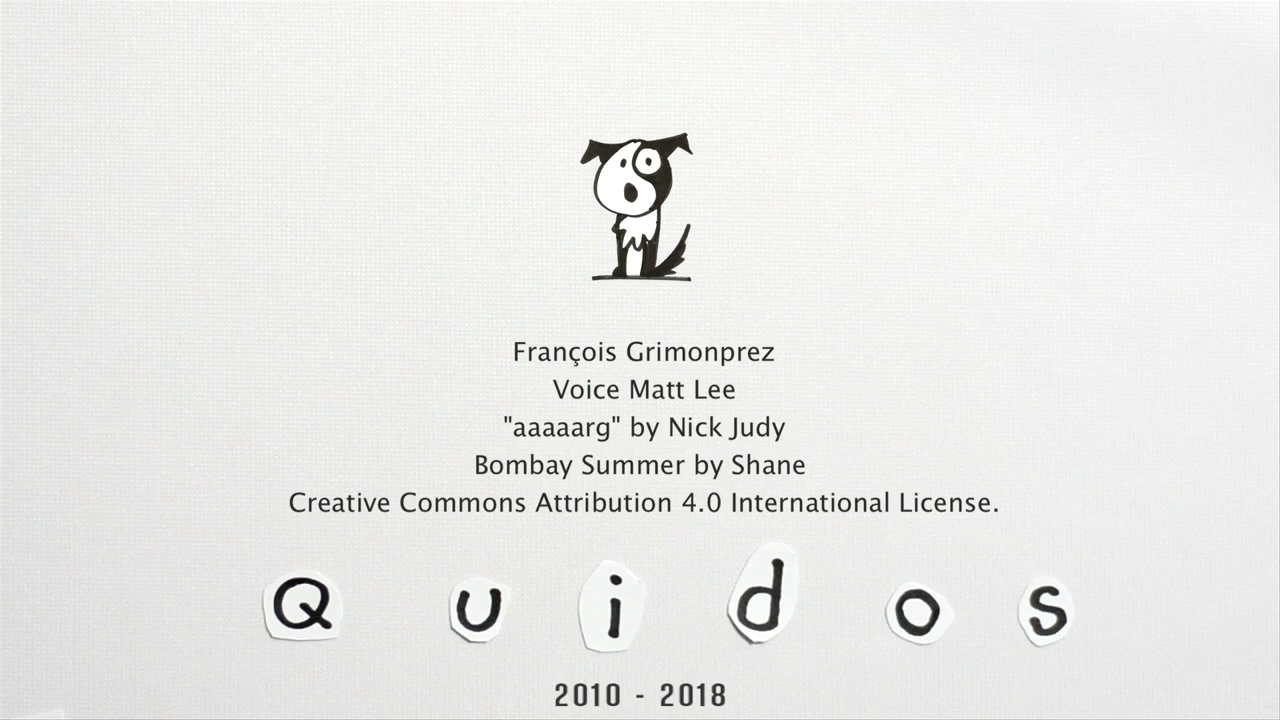 François Grimonprez
Voice Matt Lee
"aaaaarg" by Nick Judy
Bombay Summer by Shane
Creative Commons Attribution 4.0 International License.
Quidos
2010 - 2018